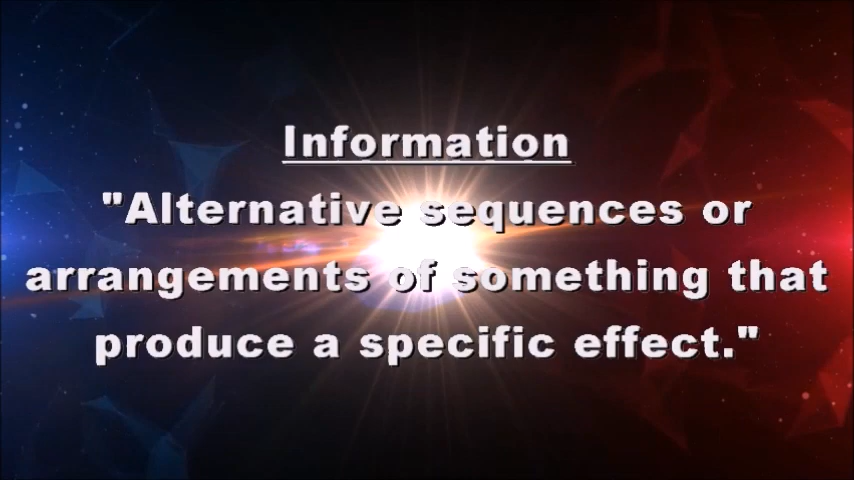 Information
"Alternative sequences or
arrangements of something that
produce a specific effect."